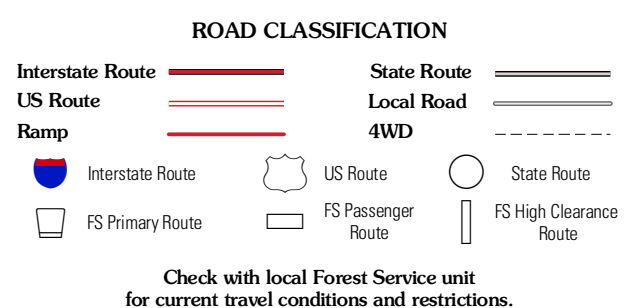 ROAD CLASSIFICATION
Interstate Route
State Route
US Route
Local Road
Ramp
4WD
Interstate Route
US Route
State Route
FS Primary Route
FS Passenger
Route
FS High Clearance
Route
Check with local Forest Service unit
for current travel conditions and restrictions.